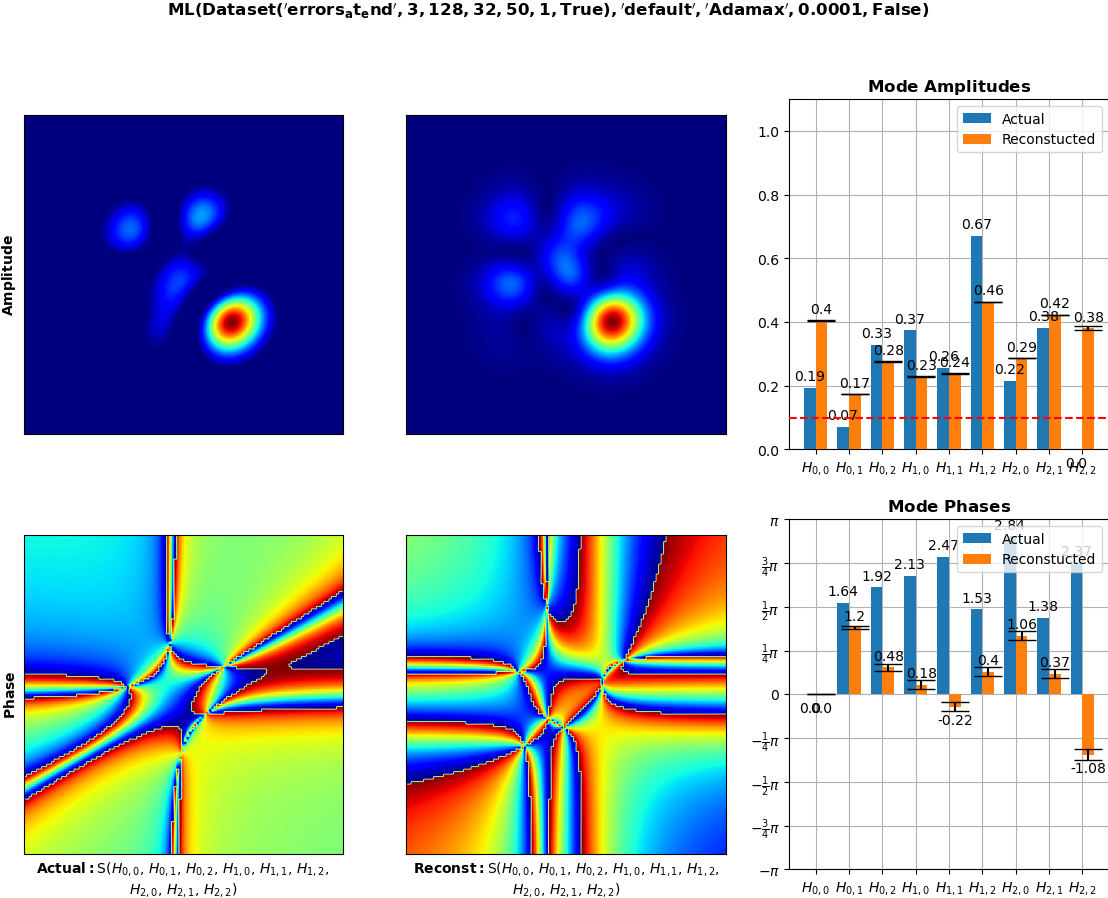 ML(Dataset('errors_at_end', 3, 128, 32, 50, 1, True), 'default', 'Adamax', 0.0001, False)
Amplitude
Mode Amplitudes
Actual
Reconstucted
1.0
0.8
0.6
0.4
0.2
0.0
0.19
0.4
0.07
0.17
0.33
0.28
0.37
0.23
0.26
0.24
0.67
0.46
0.22
0.29
0.38
0.42
0.0
0.38
H0,0 H0,1 H0,2 H1,0 H1,1 H1,2 H2,0 H2,1 H2,2
Phase
Mode Phases
Actual
Reconstucted
π
3/4π
1/2π
1/4π
0
−1/4π
−1/2π
−3/4π
−π
0.0
0.0
1.64
1.2
1.92
0.48
2.13
0.18
2.47
-0.22
1.53
0.4
2.84
1.06
1.38
0.37
2.37
-1.08
H0,0 H0,1 H0,2 H1,0 H1,1 H1,2 H2,0 H2,1 H2,2
Actual: S(H0,0, H0,1, H0,2, H1,0, H1,1, H1,2,
H2,0, H2,1, H2,2)
Reconst: S(H0,0, H0,1, H0,2, H1,0, H1,1, H1,2,
H2,0, H2,1, H2,2)